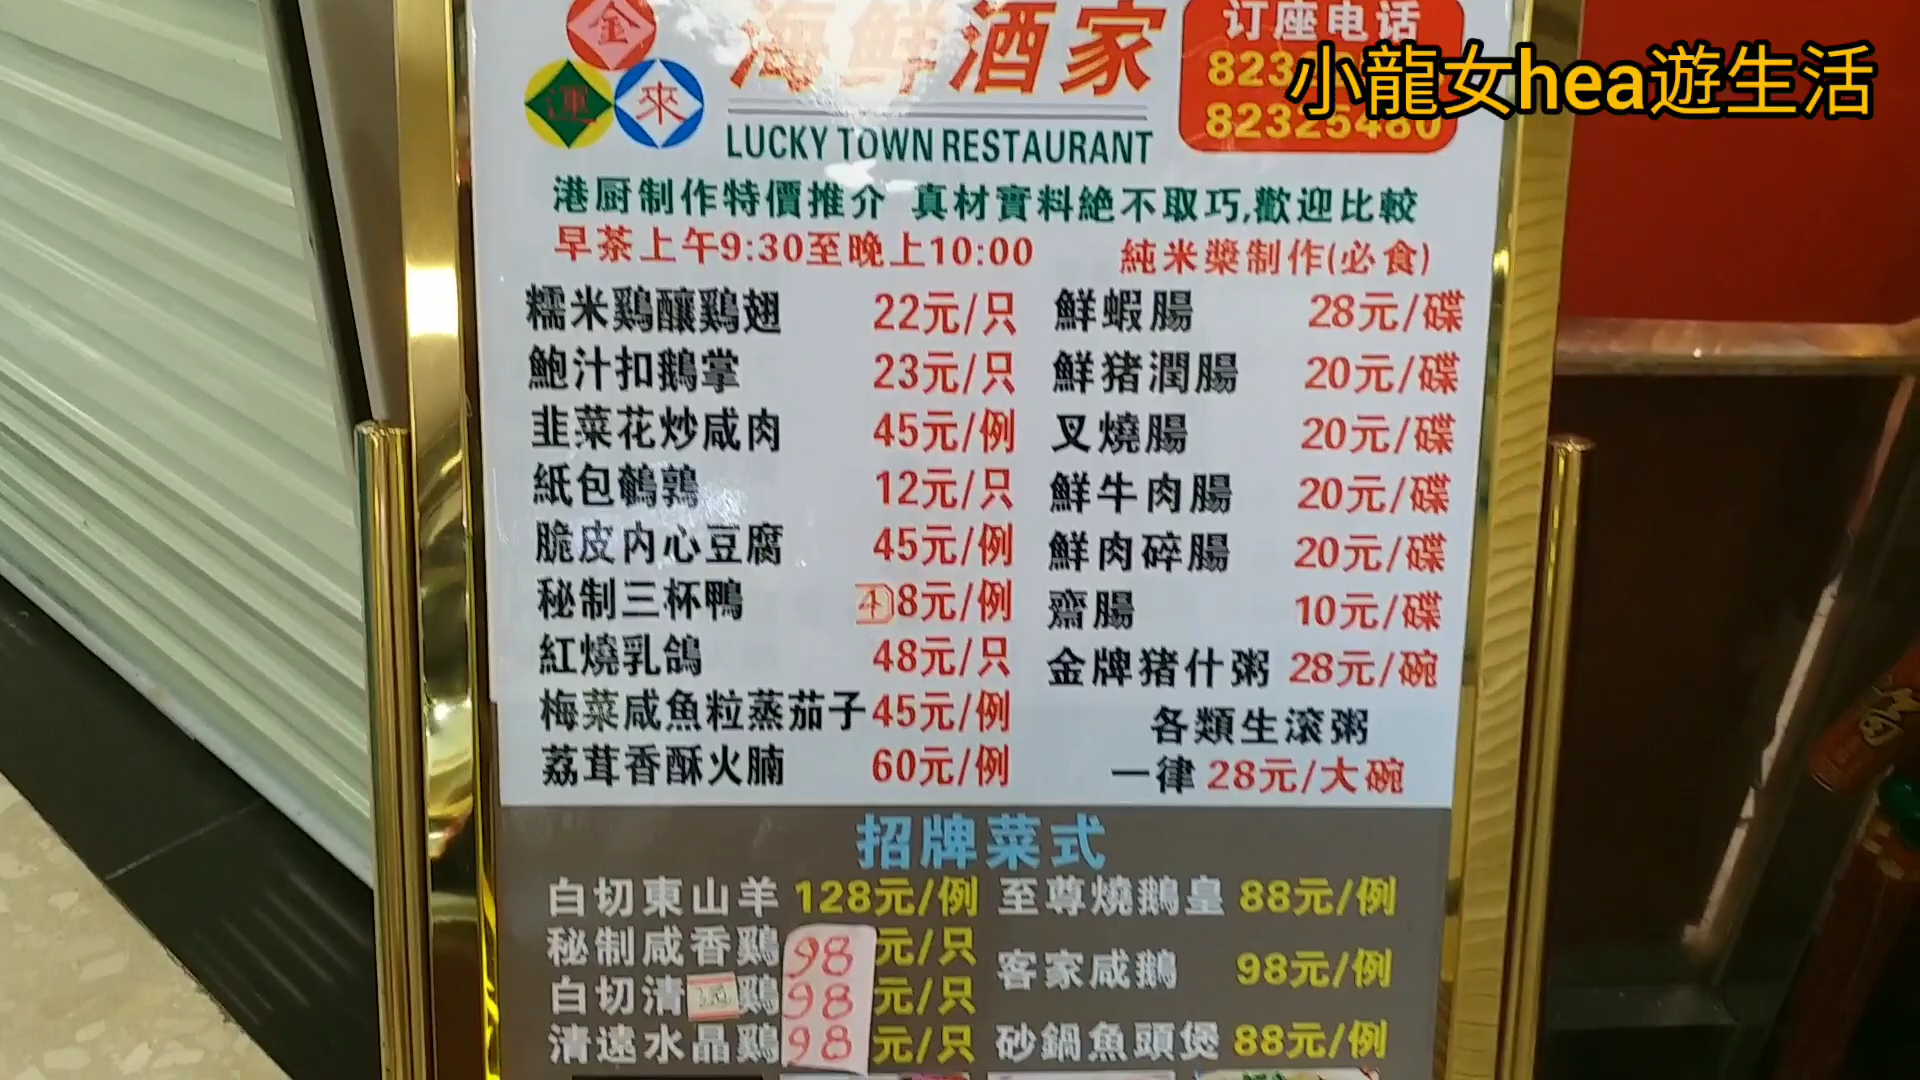 金
運 來
海鮮酒家
LUCKY TOWN RESTAURANT
订座电话
82325480
小龍女hea遊生活
港厨制作特價推介 真材實料絶不取巧,歡迎比較
早茶上午9:30至晚上10:00 純米漿制作(必食)
糯米鷄釀鷄翅 22元/只 鮮蝦腸 28元/碟
鮑汁扣鵝掌 23元/只 鮮猪潤腸 20元/碟
韭菜花炒咸肉 45元/例 叉燒腸 20元/碟
紙包鵪鶉 12元/只 鮮牛肉腸 20元/碟
脆皮内心豆腐 45元/例 鮮肉碎腸 20元/碟
秘制三杯鴨 48元/例 齋腸 10元/碟
紅燒乳鴿 48元/只 金牌猪什粥 28元/碗
梅菜咸魚粒蒸茄子 45元/例 各類生滚粥
荔茸香酥火腩 60元/例 一律 28元/大碗
招牌菜式
白切東山羊 128元/例 至尊燒鵝皇 88元/例
秘制咸香鷄 98元/只 客家咸鵝 98元/例
白切清远鷄 98元/只
清遠水晶鷄 98元/只 砂鍋魚頭煲 88元/例